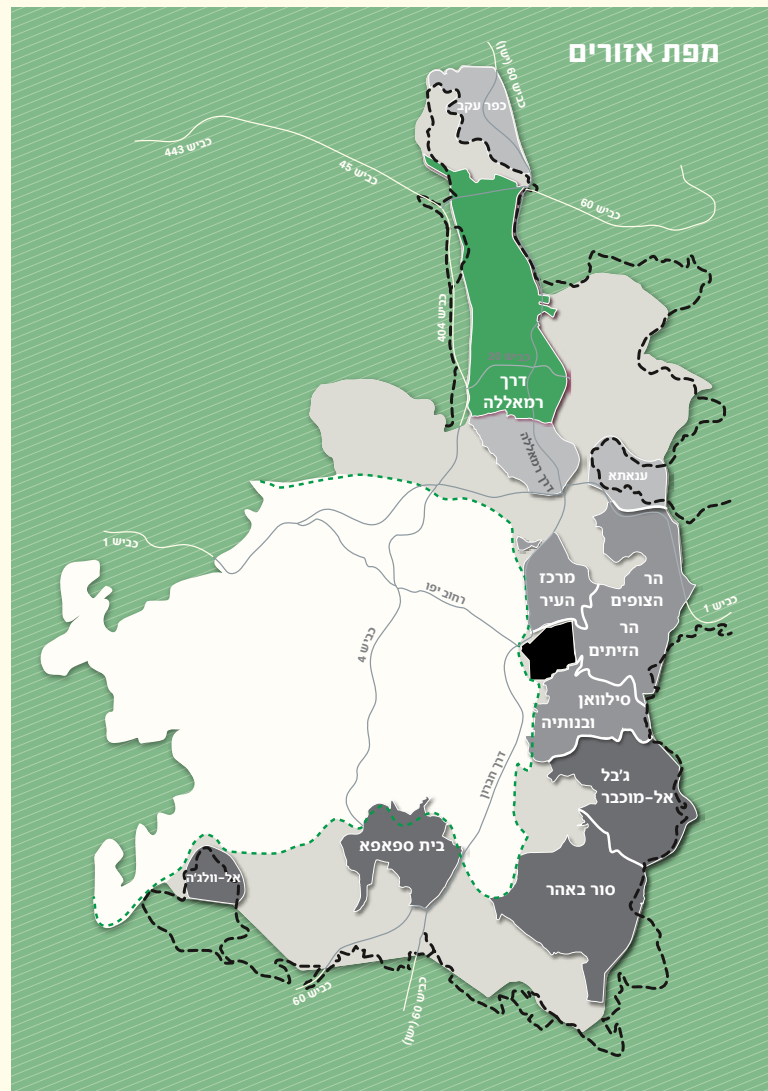 מפת אזורים
כביש 60 (ישן)
כפר עקב
כביש 443
כביש 45
כביש 60
כביש 404
דרך
רמאללה
דרך רמאללה
ענאתא
כביש 1
מרכז
העיר
הר
הצופים
הר
הזיתים
כביש 1
רחוב יפו
כביש 4
סילוואן
ובנותיה
ג'בל
אל-מוכבר
דרך חברון
בית ספאפא
אל-וולג'ה
סור באהר
כביש 60
כביש 60 (ישן)